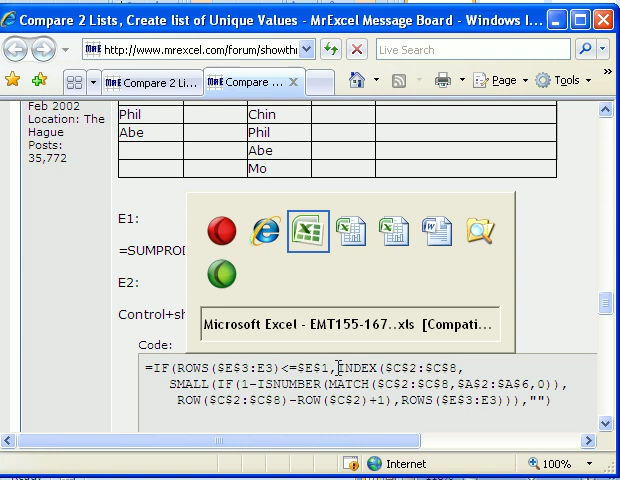 Compare 2 Lists, Create list of Unique Values - MrExcel Message Board - Windows I...
MrE http://www.mrexcel.com/forum/showthr
Live Search
MrE Compare 2 Li...
MrE Compare ... X
Page
Tools
Feb 2002
Location: The
Hague
Posts:
35,772
Phil Chin
Abe Phil
Abe
Mo
E1:
=SUMPROD
E2:
Control+sh
Microsoft Excel - EMT155-167..xls [Compati...
Code:
=IF(ROWS($E$3:E3)<=$E$1,INDEX($C$2:$C$8,
SMALL(IF(1-ISNUMBER(MATCH($C$2:$C$8,$A$2:$A$6,0)),
ROW($C$2:$C$8)-ROW($C$2)+1),ROWS($E$3:E3))),"")
Internet
100%